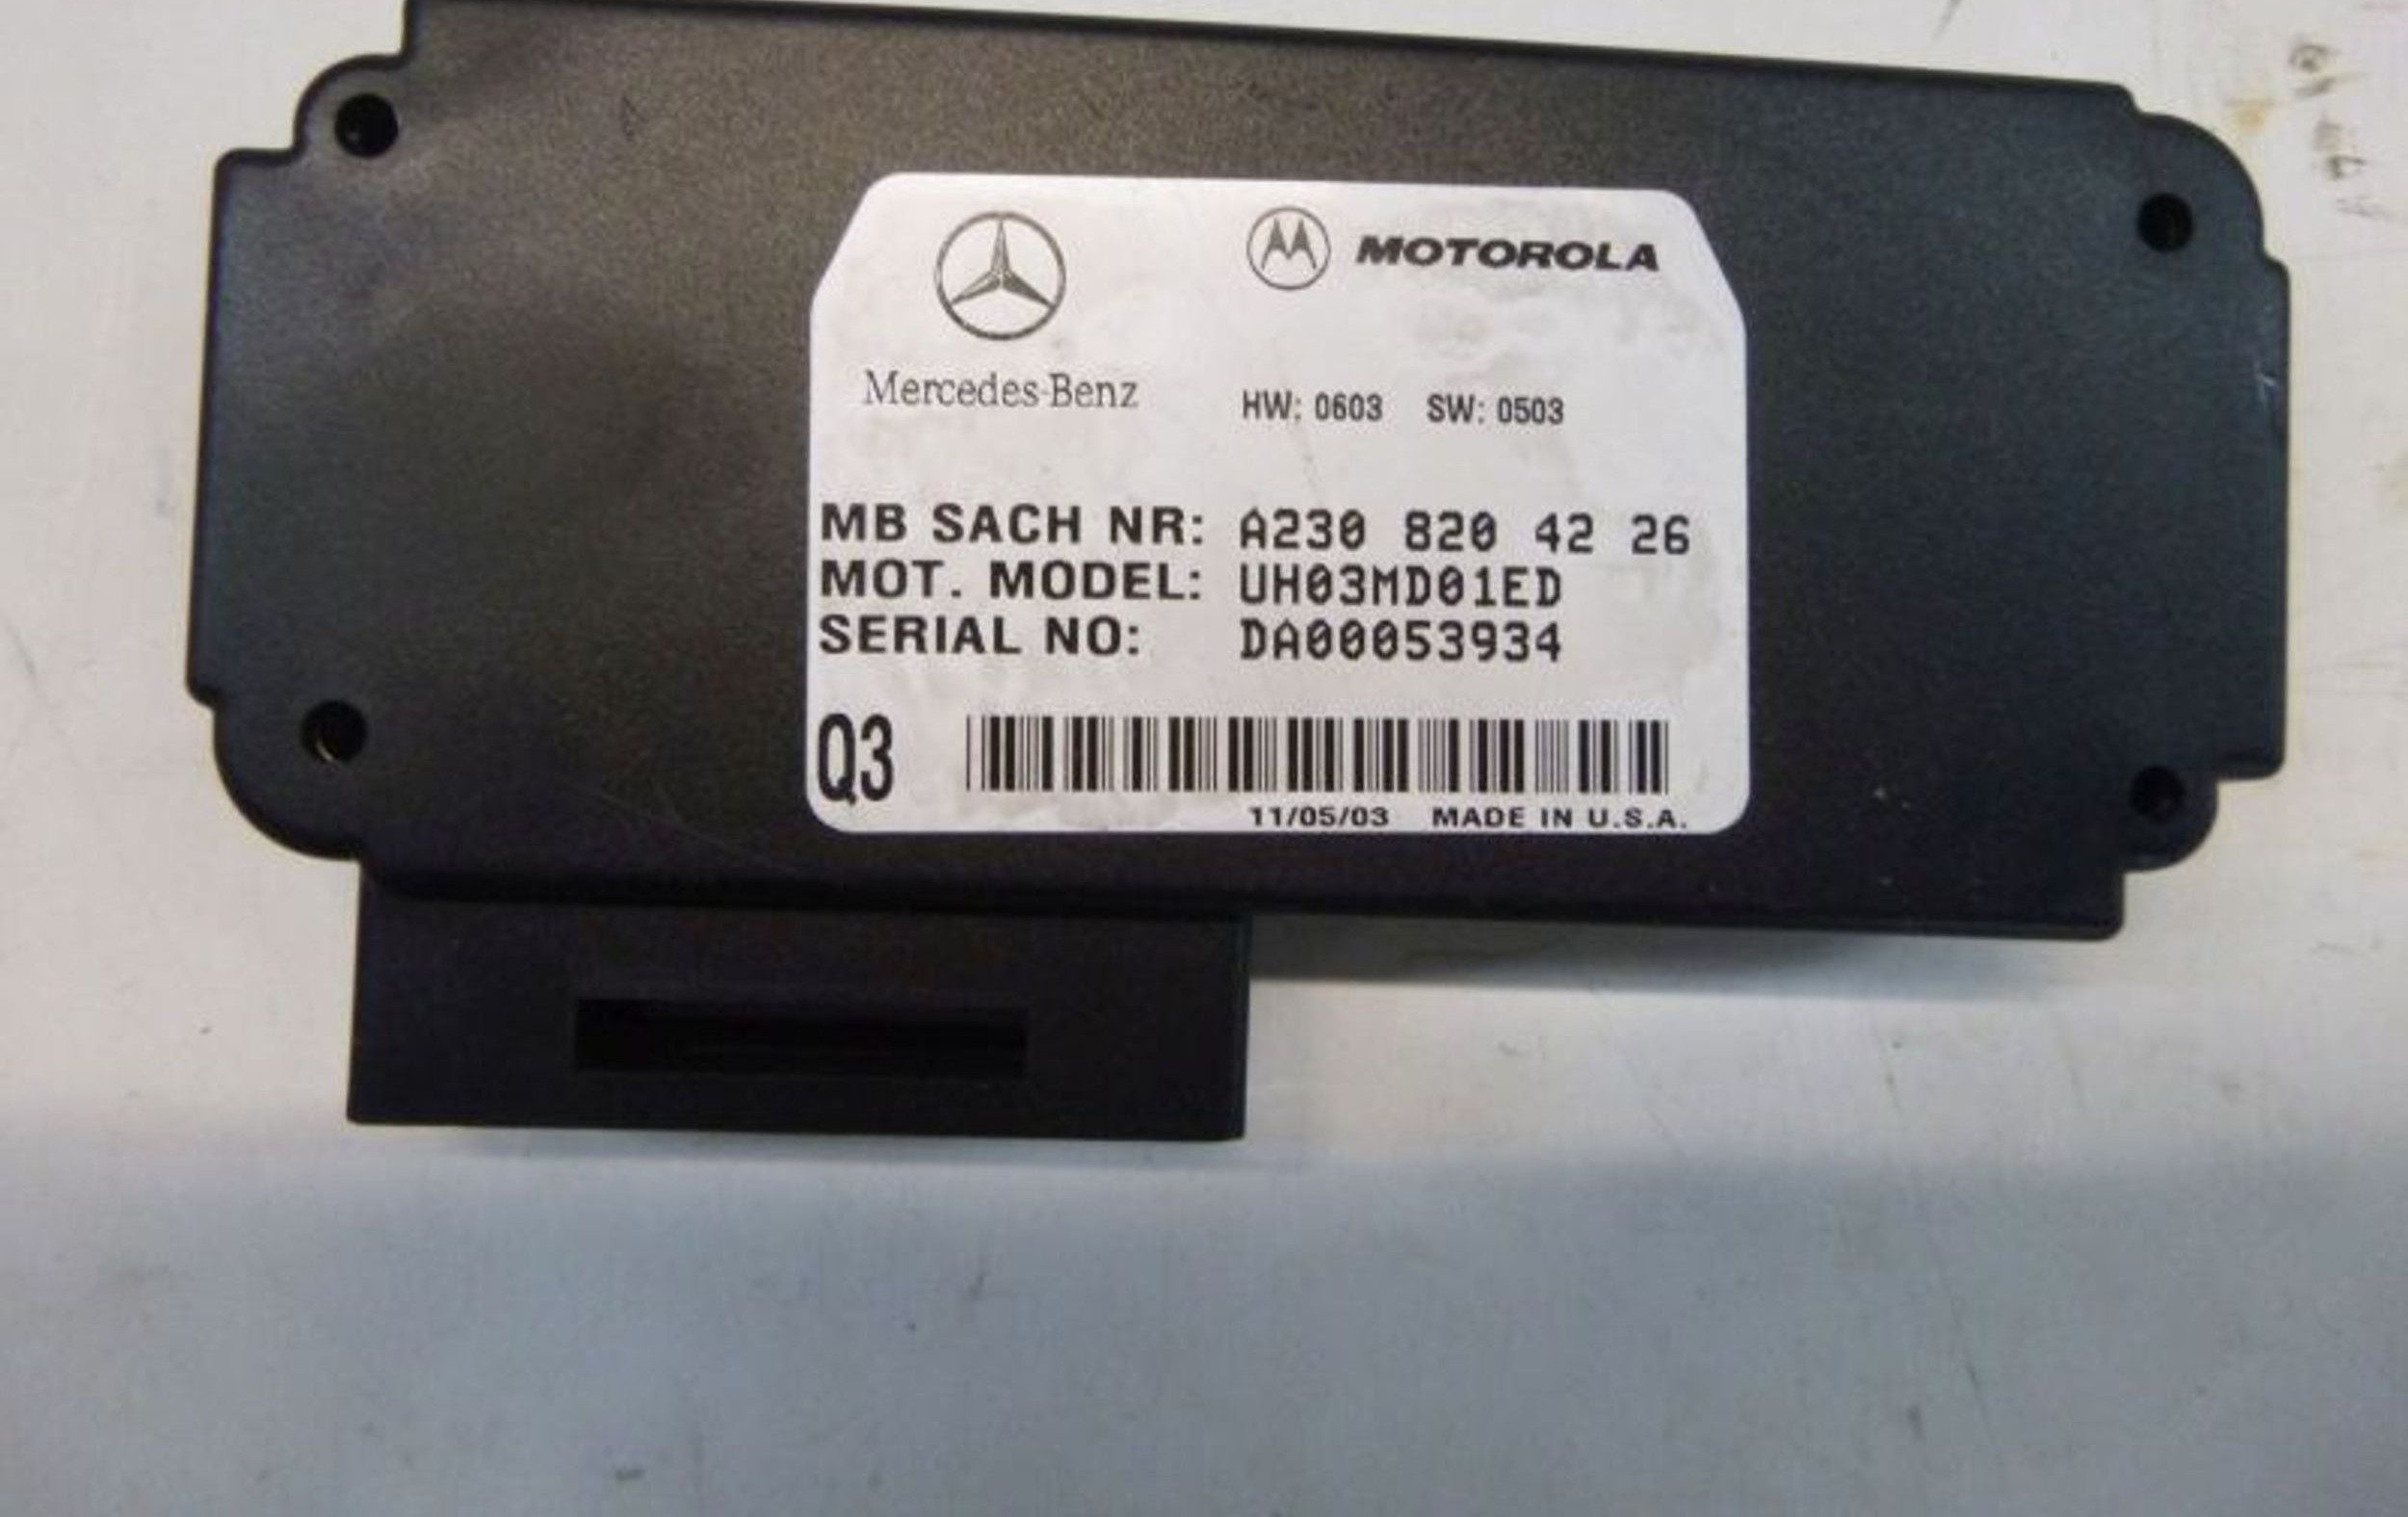 MOTOROLA
Mercedes-Benz
HW: 0603 SW: 0503
MB SACH NR: A230 820 42 26
MOT. MODEL: UH03MD01ED
SERIAL NO: DA00053934
Q3
11/05/03 MADE IN U.S.A.